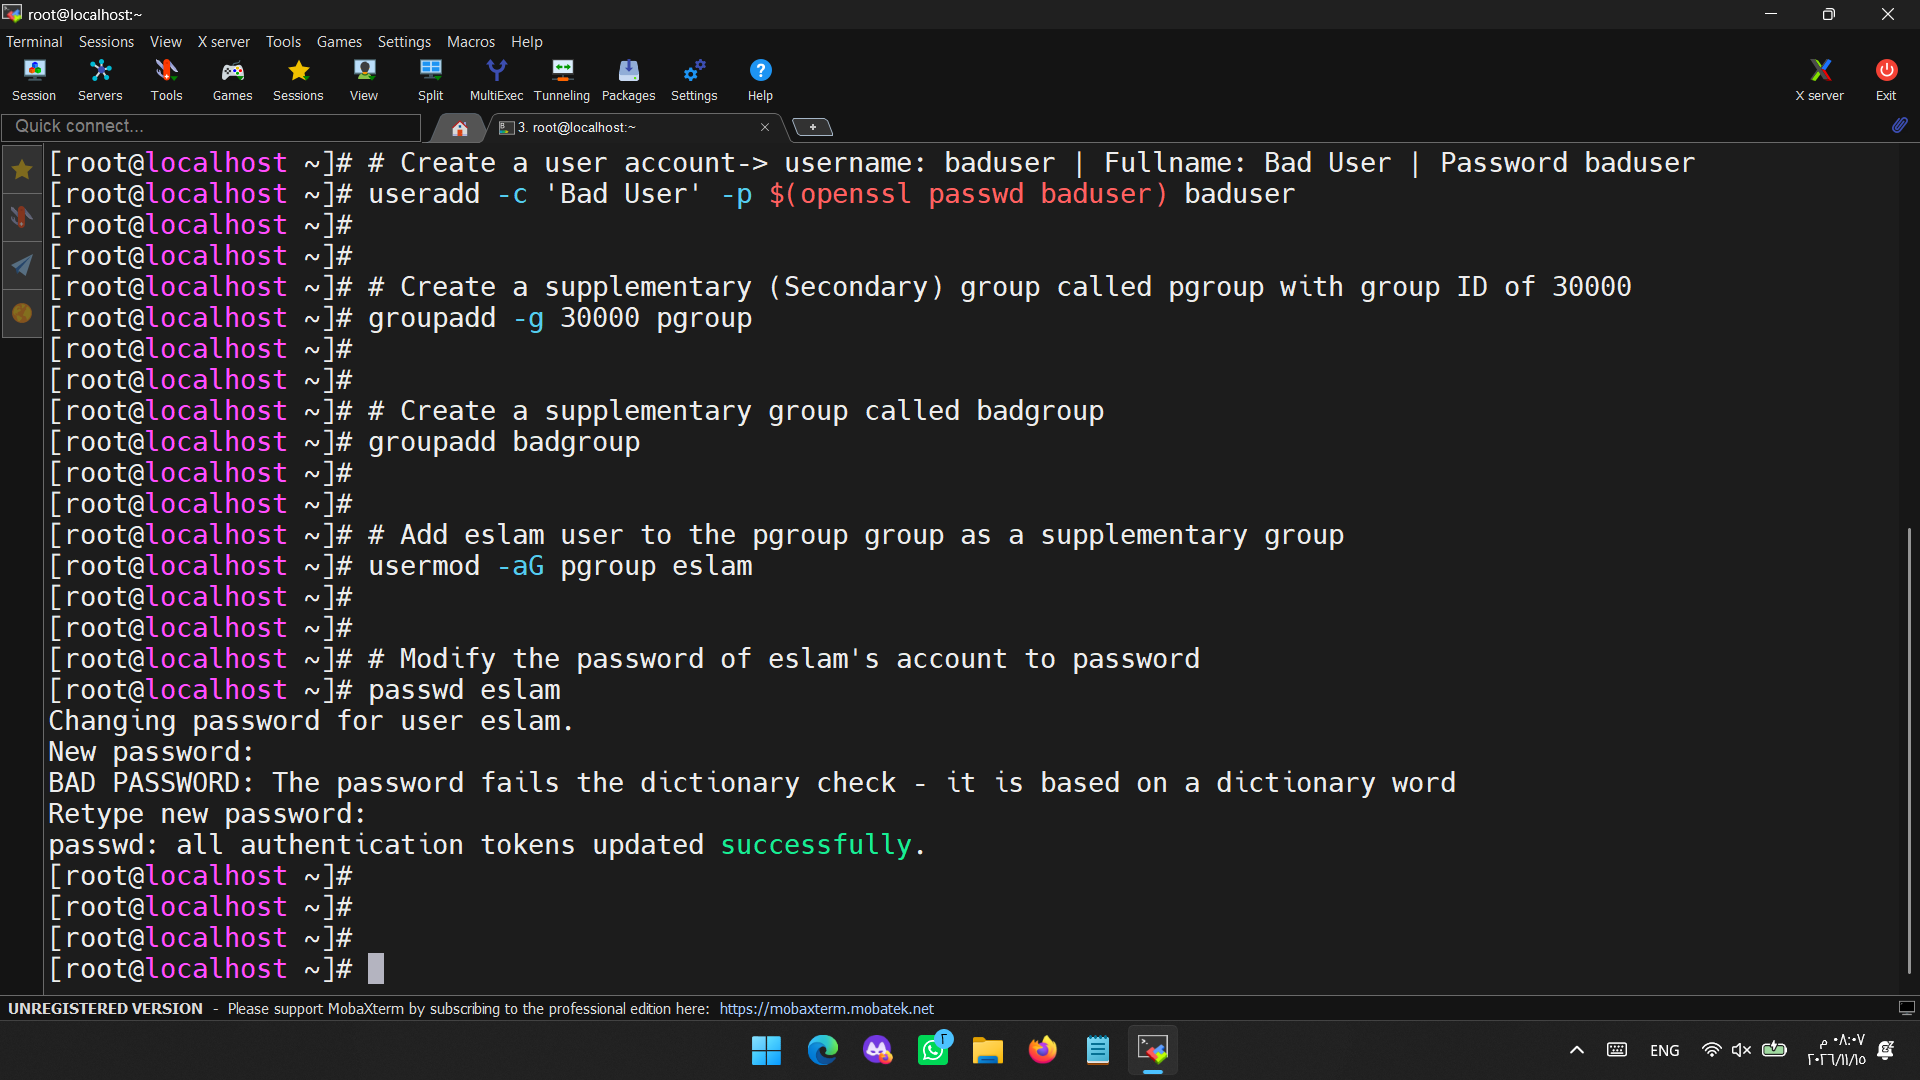 root@localhost:~
Terminal Sessions View X server Tools Games Settings Macros Help
Session Servers Tools Games Sessions View Split MultiExec Tunneling Packages Settings Help X server Exit
Quick connect... 3. root@localhost:~
[root@localhost ~]# # Create a user account-> username: baduser | Fullname: Bad User | Password baduser
[root@localhost ~]# useradd -c 'Bad User' -p $(openssl passwd baduser) baduser
[root@localhost ~]#
[root@localhost ~]#
[root@localhost ~]# # Create a supplementary (Secondary) group called pgroup with group ID of 30000
[root@localhost ~]# groupadd -g 30000 pgroup
[root@localhost ~]#
[root@localhost ~]#
[root@localhost ~]# # Create a supplementary group called badgroup
[root@localhost ~]# groupadd badgroup
[root@localhost ~]#
[root@localhost ~]#
[root@localhost ~]# # Add eslam user to the pgroup group as a supplementary group
[root@localhost ~]# usermod -aG pgroup eslam
[root@localhost ~]#
[root@localhost ~]#
[root@localhost ~]# # Modify the password of eslam's account to password
[root@localhost ~]# passwd eslam
Changing password for user eslam.
New password:
BAD PASSWORD: The password fails the dictionary check - it is based on a dictionary word
Retype new password:
passwd: all authentication tokens updated successfully.
[root@localhost ~]#
[root@localhost ~]#
[root@localhost ~]#
[root@localhost ~]#
UNREGISTERED VERSION - Please support MobaXterm by subscribing to the professional edition here: https://mobaxterm.mobatek.net
٢
ENG
٠٨:٠٧ م
٢٠٢٦/١١/١٥